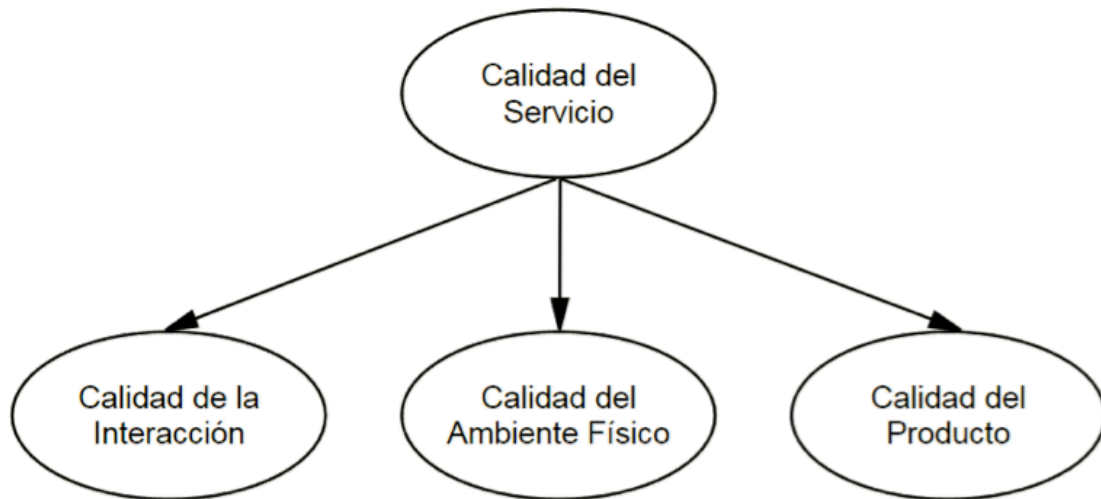 Calidad del
Servicio
Calidad de la
Interacción
Calidad del
Ambiente Físico
Calidad del
Producto